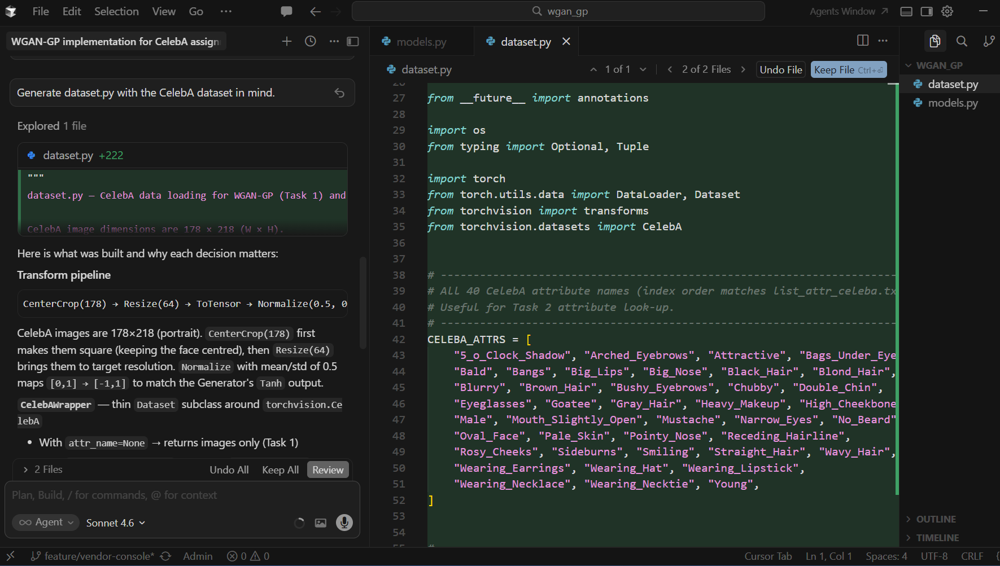 File Edit Selection View Go ···
wgan_gp
Agents Window
WGAN-GP implementation for CelebA assign
Generate dataset.py with the CelebA dataset in mind.
Explored 1 file
dataset.py +222
"""
dataset.py — CelebA data loading for WGAN-GP (Task 1) and
CelebA image dimensions are 178 × 218 (W × H).
Here is what was built and why each decision matters:
Transform pipeline
CenterCrop(178) → Resize(64) → ToTensor → Normalize(0.5, 0
CelebA images are 178×218 (portrait). CenterCrop(178) first
makes them square (keeping the face centred), then Resize(64)
brings them to target resolution. Normalize with mean/std of 0.5
maps [0,1] → [-1,1] to match the Generator's Tanh output.
CelebAWrapper — thin Dataset subclass around torchvision.Ce
lebA
• With attr_name=None → returns images only (Task 1)
2 Files Undo All Keep All Review
Plan, Build, / for commands, @ for context
Agent Sonnet 4.6
models.py dataset.py
dataset.py 1 of 1 2 of 2 Files Undo File Keep File Ctrl+⏎
26
27 from __future__ import annotations
28
29 import os
30 from typing import Optional, Tuple
31
32 import torch
33 from torch.utils.data import DataLoader, Dataset
34 from torchvision import transforms
35 from torchvision.datasets import CelebA
36
37
38 # ----------------------------------------------------------------------
39 # All 40 CelebA attribute names (index order matches list_attr_celeba.tx
40 # Useful for Task 2 attribute look-up.
41 # ----------------------------------------------------------------------
42 CELEBA_ATTRS = [
43 "5_o_Clock_Shadow", "Arched_Eyebrows", "Attractive", "Bags_Under_Eye
44 "Bald", "Bangs", "Big_Lips", "Big_Nose", "Black_Hair", "Blond_Hair",
45 "Blurry", "Brown_Hair", "Bushy_Eyebrows", "Chubby", "Double_Chin",
46 "Eyeglasses", "Goatee", "Gray_Hair", "Heavy_Makeup", "High_Cheekbone
47 "Male", "Mouth_Slightly_Open", "Mustache", "Narrow_Eyes", "No_Beard"
48 "Oval_Face", "Pale_Skin", "Pointy_Nose", "Receding_Hairline",
49 "Rosy_Cheeks", "Sideburns", "Smiling", "Straight_Hair", "Wavy_Hair",
50 "Wearing_Earrings", "Wearing_Hat", "Wearing_Lipstick",
51 "Wearing_Necklace", "Wearing_Necktie", "Young",
52 ]
53
54
55 #
WGAN_GP
dataset.py
models.py
OUTLINE
TIMELINE
feature/vendor-console* Admin 0 0
Cursor Tab Ln 1, Col 1 Spaces: 4 UTF-8 CRLF {